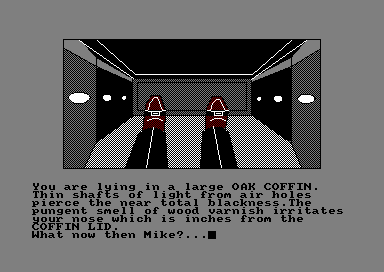 You are lying in a large OAK COFFIN.
Thin shafts of light from air holes
pierce the near total blackness.The
pungent smell of wood varnish irritates
your nose which is inches from the
COFFIN LID.
What now then Mike?...